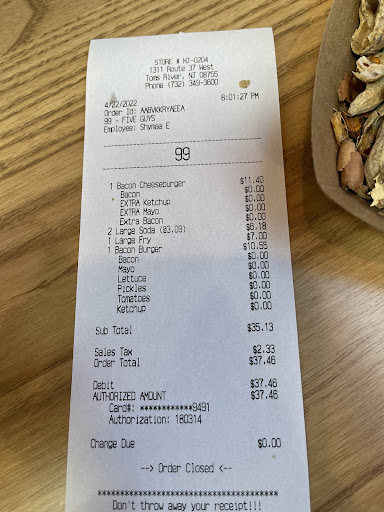 STORE # NJ-0204
1311 Route 37 West
Toms River, NJ 08755
Phone (732) 349-3600
4/22/2022 8:01:27 PM
Order Id: AABVKKRYAEEA
99 - FIVE GUYS
Employee: Shymaa E
99
1 Bacon Cheeseburger $11.40
Bacon $0.00
* EXTRA Ketchup $0.00
EXTRA Mayo $0.00
Extra Bacon $0.00
2 Large Soda (@3.09) $6.18
1 Large Fry $7.00
1 Bacon Burger $10.55
Bacon $0.00
Mayo $0.00
Lettuce $0.00
Pickles $0.00
Tomatoes $0.00
Ketchup $0.00
Sub Total $35.13
Sales Tax $2.33
Order Total $37.46
Debit $37.46
AUTHORIZED AMOUNT $37.46
Card#: ************9491
Authorization: 180314
Change Due $0.00
--> Order Closed <--
****************************************
Don't throw away your receipt!!!